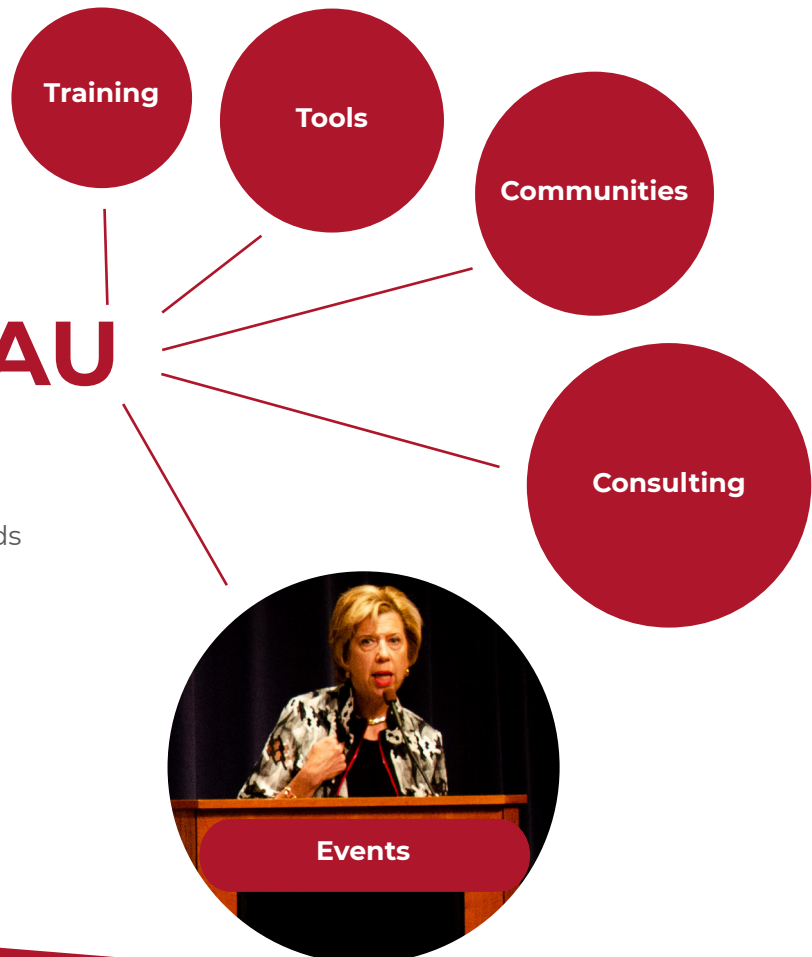 Training
Tools
Communities
AU
Consulting
ds
Events